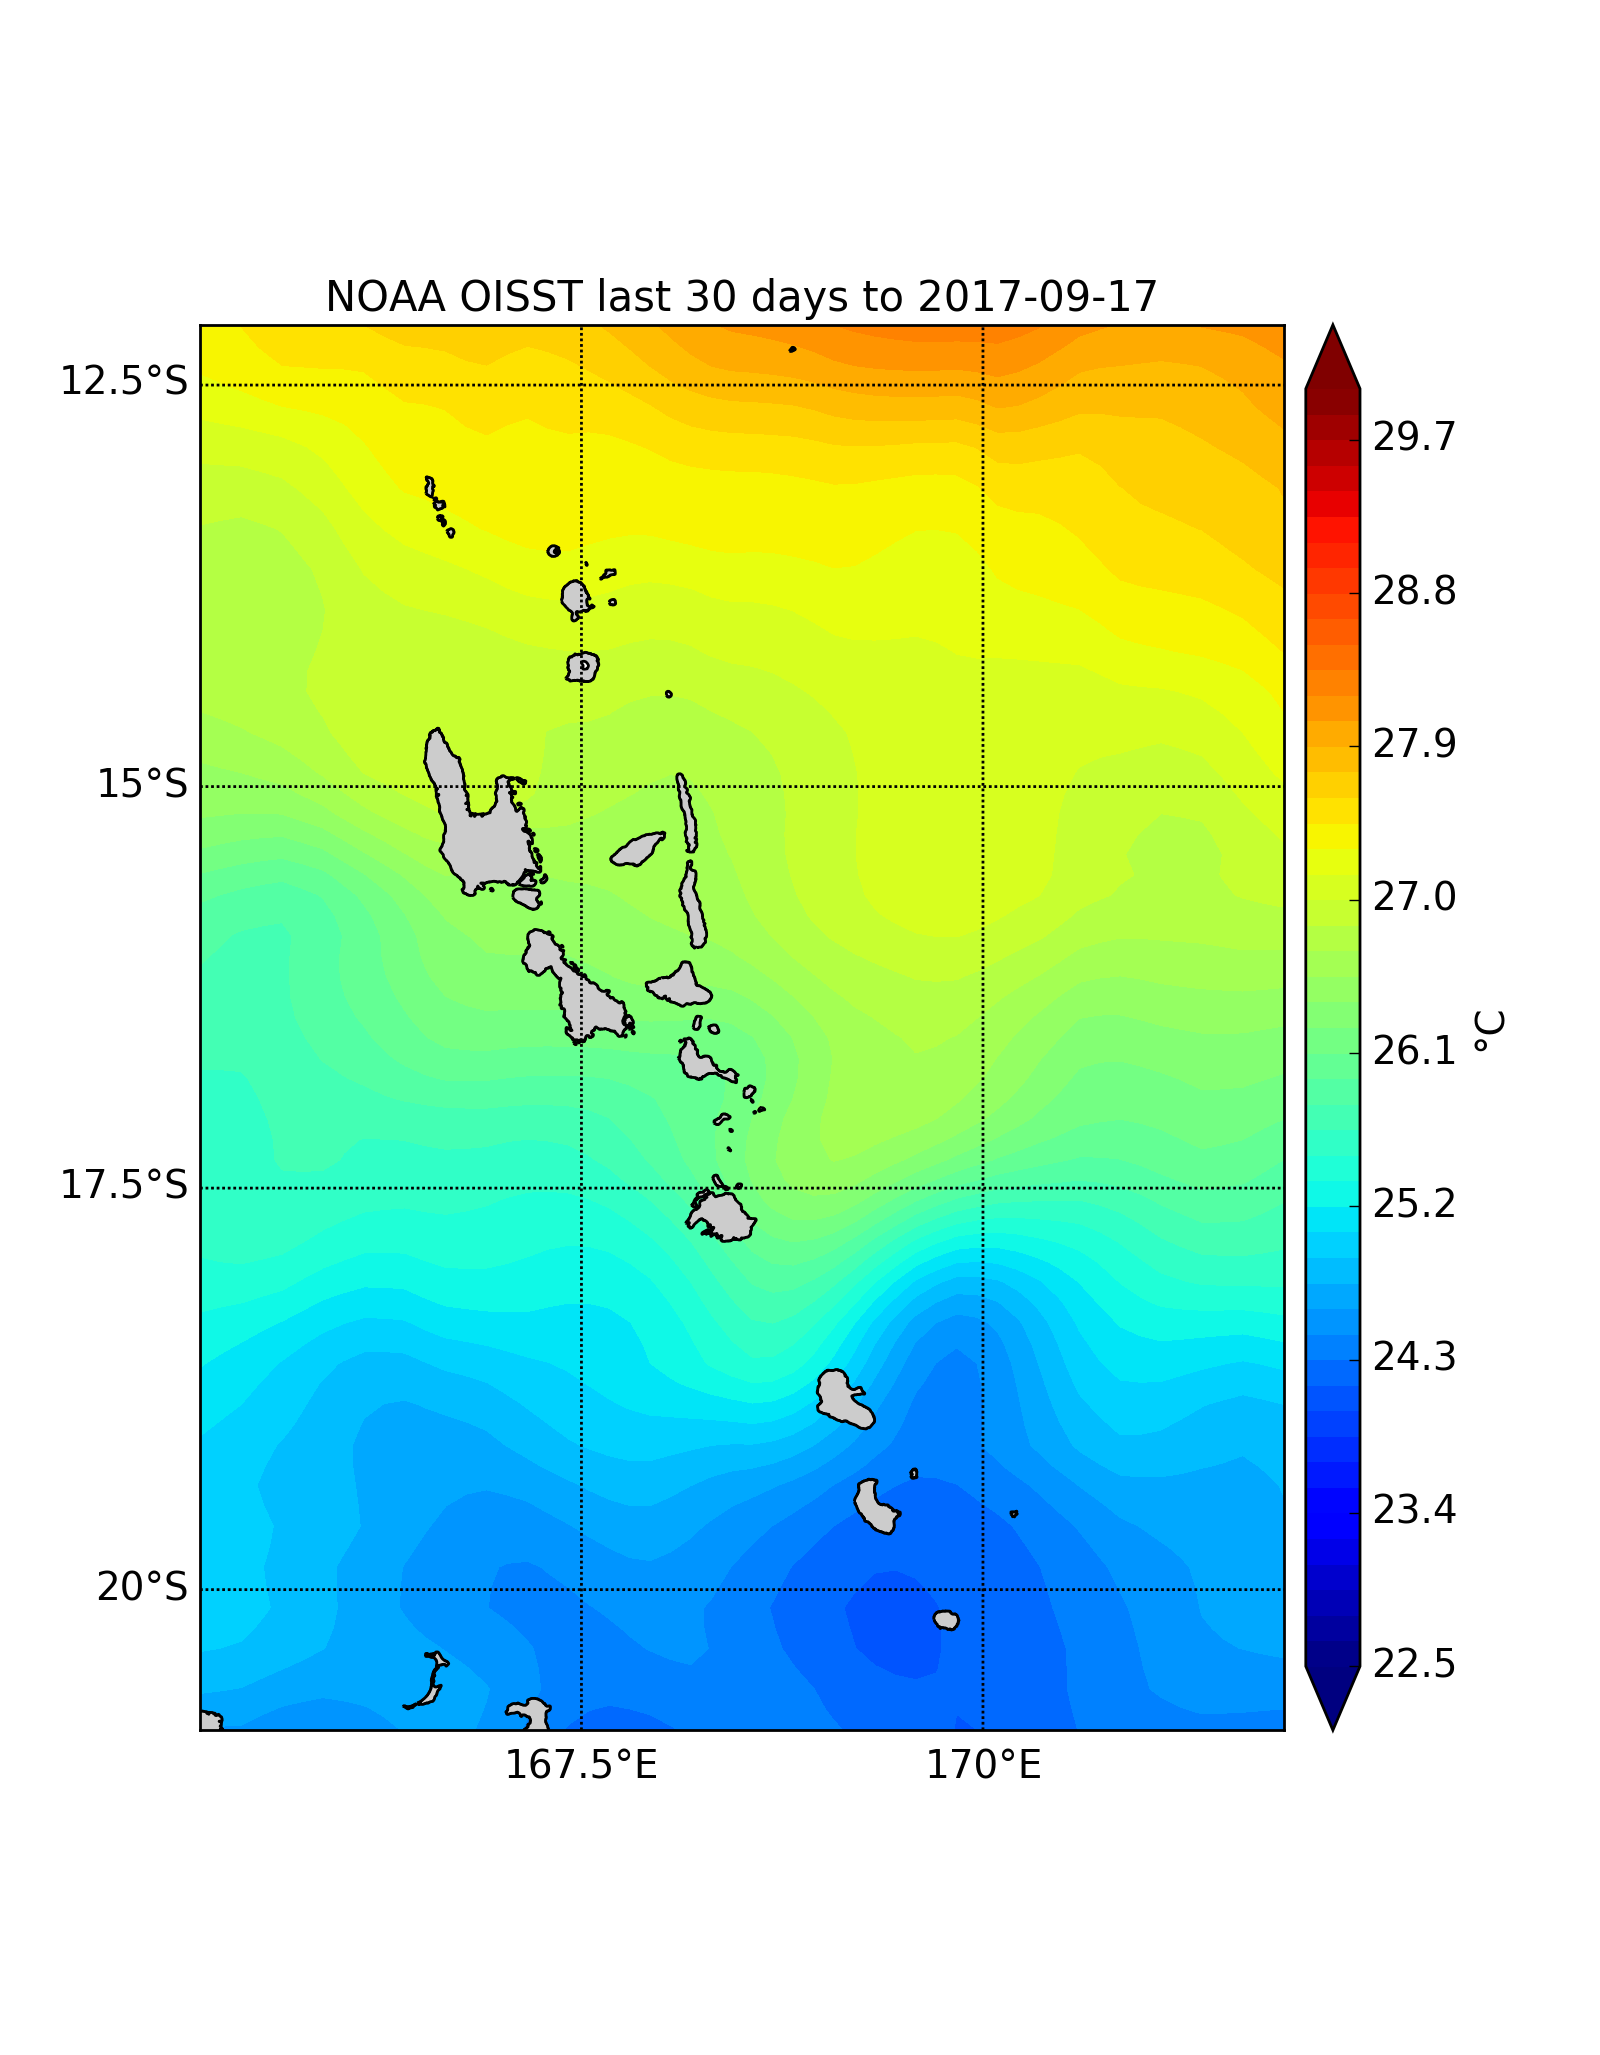 NOAA OISST last 30 days to 2017-09-17
12.5°S
15°S
17.5°S
20°S
167.5°E
170°E
29.7
28.8
27.9
27.0
26.1
25.2
24.3
23.4
22.5
°C